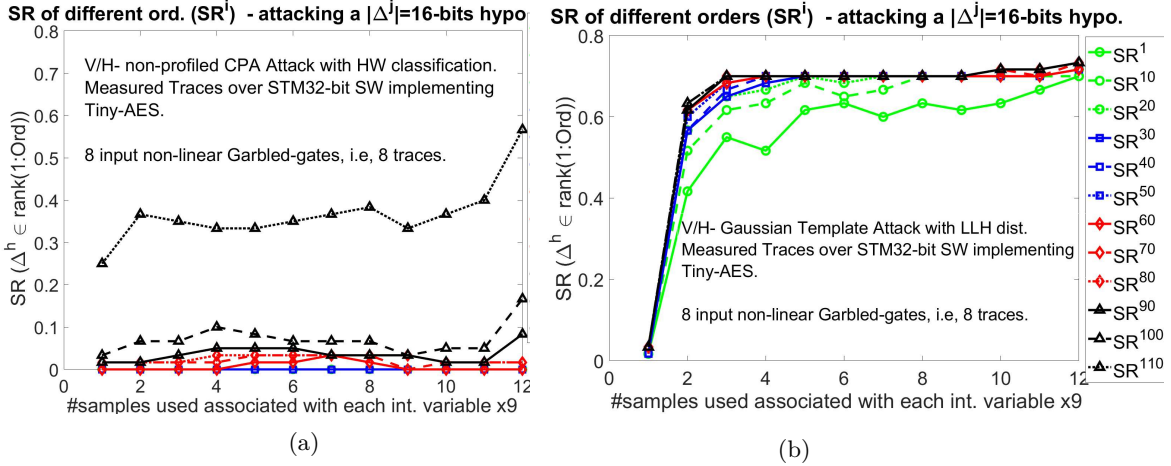 SR of different ord. (SR^i) - attacking a |Δ^j|=16-bits hypo
0.8
0.7
0.6
0.5
0.4
0.3
0.2
0.1
0
V/H- non-profiled CPA Attack with HW classification.
Measured Traces over STM32-bit SW implementing
Tiny-AES.
8 input non-linear Garbled-gates, i.e, 8 traces.
SR (Δ^h ∈ rank(1:Ord))
0 2 4 6 8 10 12
#samples used associated with each int. variable x9
(a)
SR of different orders (SR^i) - attacking a |Δ^j|=16-bits hypo.
0.8
0.6
0.4
0.2
0
V/H- Gaussian Template Attack with LLH dist.
Measured Traces over STM32-bit SW implementing
Tiny-AES.
8 input non-linear Garbled-gates, i.e, 8 traces.
SR (Δ^h ∈ rank(1:Ord))
0 2 4 6 8 10 12
#samples used associated with each int. variable x9
(b)
SR^1
SR^10
SR^20
SR^30
SR^40
SR^50
SR^60
SR^70
SR^80
SR^90
SR^100
SR^110